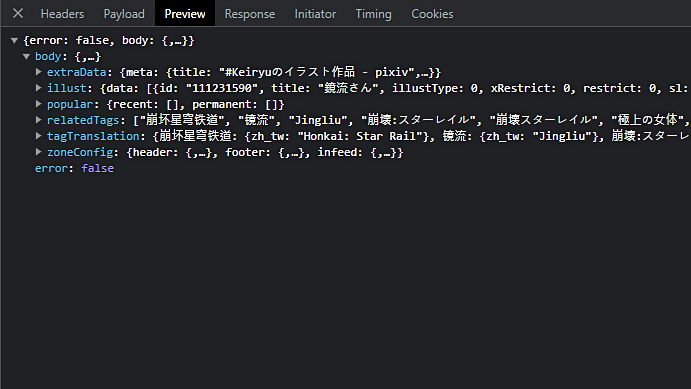 Headers Payload Preview Response Initiator Timing Cookies
{error: false, body: {,…}}
body: {,…}
extraData: {meta: {title: "#Keiryuのイラスト作品 - pixiv",…}}
illust: {data: [{id: "111231590", title: "鏡流さん", illustType: 0, xRestrict: 0, restrict: 0, sl:
popular: {recent: [], permanent: []}
relatedTags: ["崩坏星穹铁道", "镜流", "Jingliu", "崩壊:スターレイル", "崩壊スターレイル", "極上の女体",
tagTranslation: {崩坏星穹铁道: {zh_tw: "Honkai: Star Rail"}, 镜流: {zh_tw: "Jingliu"}, 崩壊:スターレ
zoneConfig: {header: {,…}, footer: {,…}, infeed: {,…}}
error: false